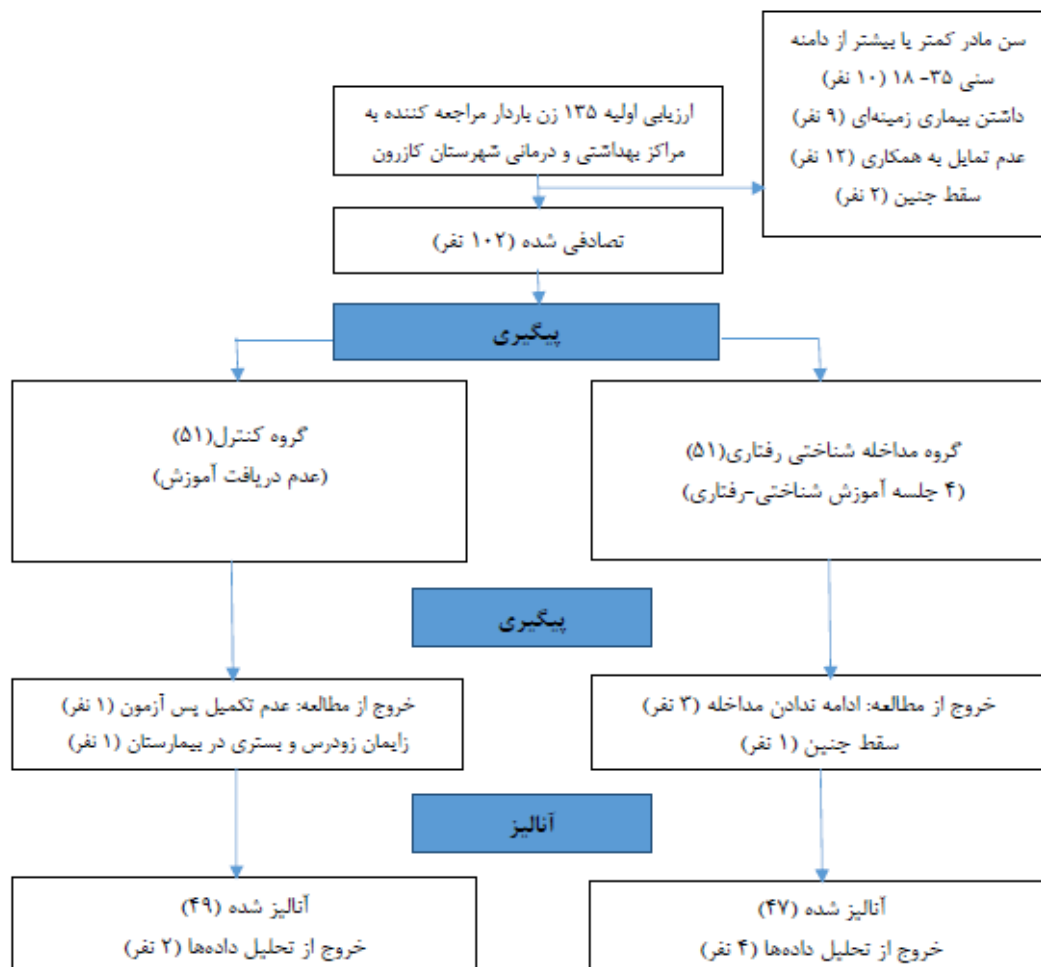 سن مادر کمتر یا بیشتر از دامنه
سنی ۳۵- ۱۸ (۱۰ نفر)
داشتن بیماری زمینه‌ای (۹ نفر)
عدم تمایل به همکاری (۱۲ نفر)
سقط جنین (۲ نفر)
ارزیابی اولیه ۱۳۵ زن باردار مراجعه کننده به
مراکز بهداشتی و درمانی شهرستان کازرون
تصادفی شده (۱۰۲ نفر)
پیگیری
گروه مداخله شناختی رفتاری(۵۱)
(۴ جلسه آموزش شناختی-رفتاری)
گروه کنترل(۵۱)
(عدم دریافت آموزش)
پیگیری
خروج از مطالعه: ادامه ندادن مداخله (۳ نفر)
سقط جنین (۱ نفر)
خروج از مطالعه: عدم تکمیل پس آزمون (۱ نفر)
زایمان زودرس و بستری در بیمارستان (۱ نفر)
آنالیز
آنالیز شده (۴۷)
خروج از تحلیل داده‌ها (۴ نفر)
آنالیز شده (۴۹)
خروج از تحلیل داده‌ها (۲ نفر)